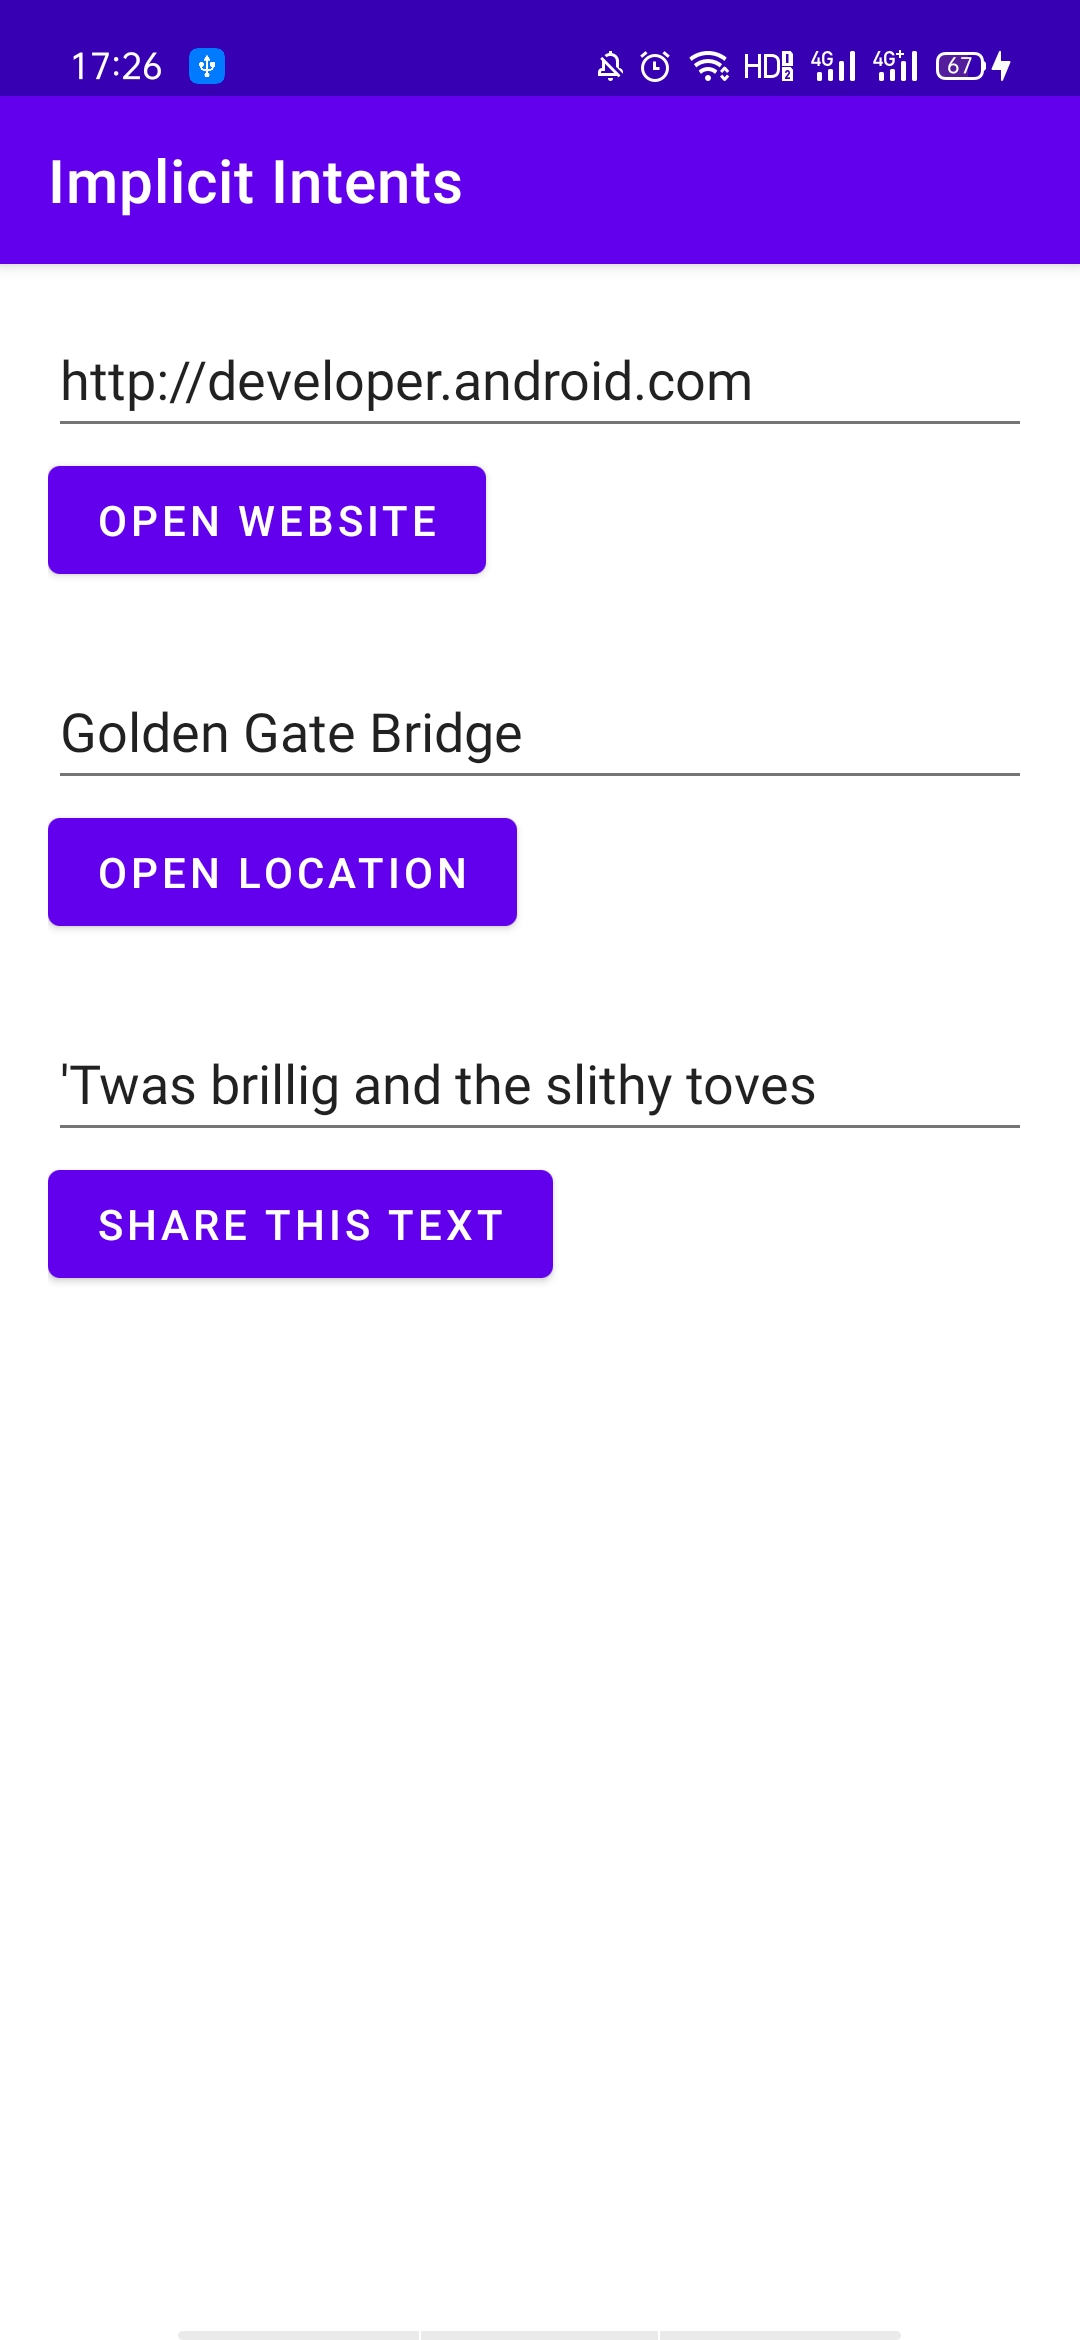 17:26 HD 4G 4G+ 67
Implicit Intents
http://developer.android.com
OPEN WEBSITE
Golden Gate Bridge
OPEN LOCATION
'Twas brillig and the slithy toves
SHARE THIS TEXT